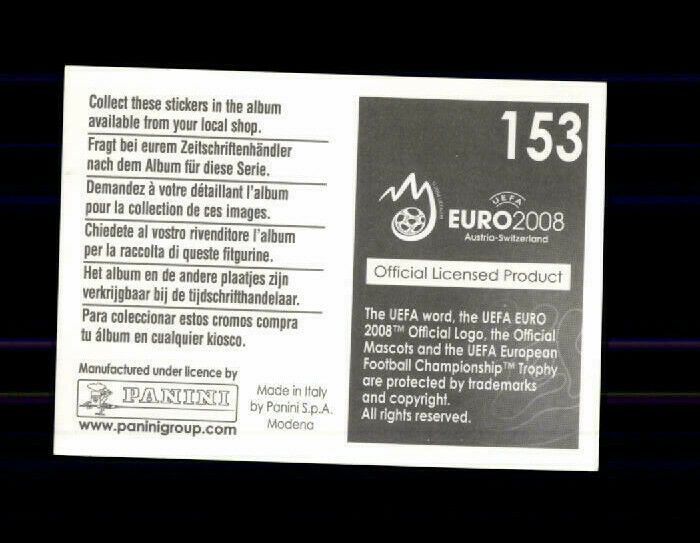 Collect these stickers in the album
available from your local shop.
Fragt bei eurem Zeitschriftenhändler
nach dem Album für diese Serie.
Demandez à votre détaillant l'album
pour la collection de ces images.
Chiedete al vostro rivenditore l'album
per la raccolta di queste fitgurine.
Het album en de andere plaatjes zijn
verkrijgbaar bij de tijdschrifthandelaar.
Para coleccionar estos cromos compra
tu álbum en cualquier kiosco.
Manufactured under licence by
PANINI
www.paninigroup.com
Made in Italy
by Panini S.p.A.
Modena
153
UEFA
EURO2008
Austria-Switzerland
Official Licensed Product
The UEFA word, the UEFA EURO
2008™ Official Logo, the Official
Mascots and the UEFA European
Football Championship™ Trophy
are protected by trademarks
and copyright.
All rights reserved.